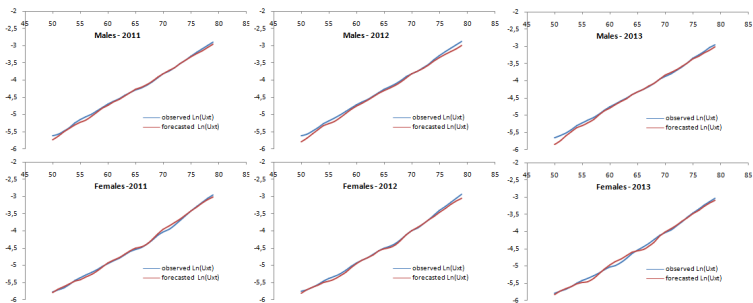 -2
45 50 55 60 65 70 75 80 85
-2,5
Males - 2011
-3
-3,5
-4
-4,5
observed Ln(Uxt)
-5
forecasted Ln(Uxt)
-5,5
-6
-2
45 50 55 60 65 70 75 80 85
-2,5
Males - 2012
-3
-3,5
-4
-4,5
observed Ln(Uxt)
-5
forecasted Ln(Uxt)
-5,5
-6
-2
45 50 55 60 65 70 75 80 85
-2,5
Males - 2013
-3
-3,5
-4
-4,5
observed Ln(Uxt)
-5
forecasted Ln(Uxt)
-5,5
-6
-2
45 50 55 60 65 70 75 80 85
-2,5
Females - 2011
-3
-3,5
-4
-4,5
observed Ln(Uxt)
-5
forecasted Ln(Uxt)
-5,5
-6
-2
45 50 55 60 65 70 75 80 85
-2,5
Females - 2012
-3
-3,5
-4
-4,5
observed Ln(Uxt)
-5
forecasted Ln(Uxt)
-5,5
-6
-2
45 50 55 60 65 70 75 80 85
-2,5
Females - 2013
-3
-3,5
-4
-4,5
observed Ln(Uxt)
-5
forecasted Ln(Uxt)
-5,5
-6